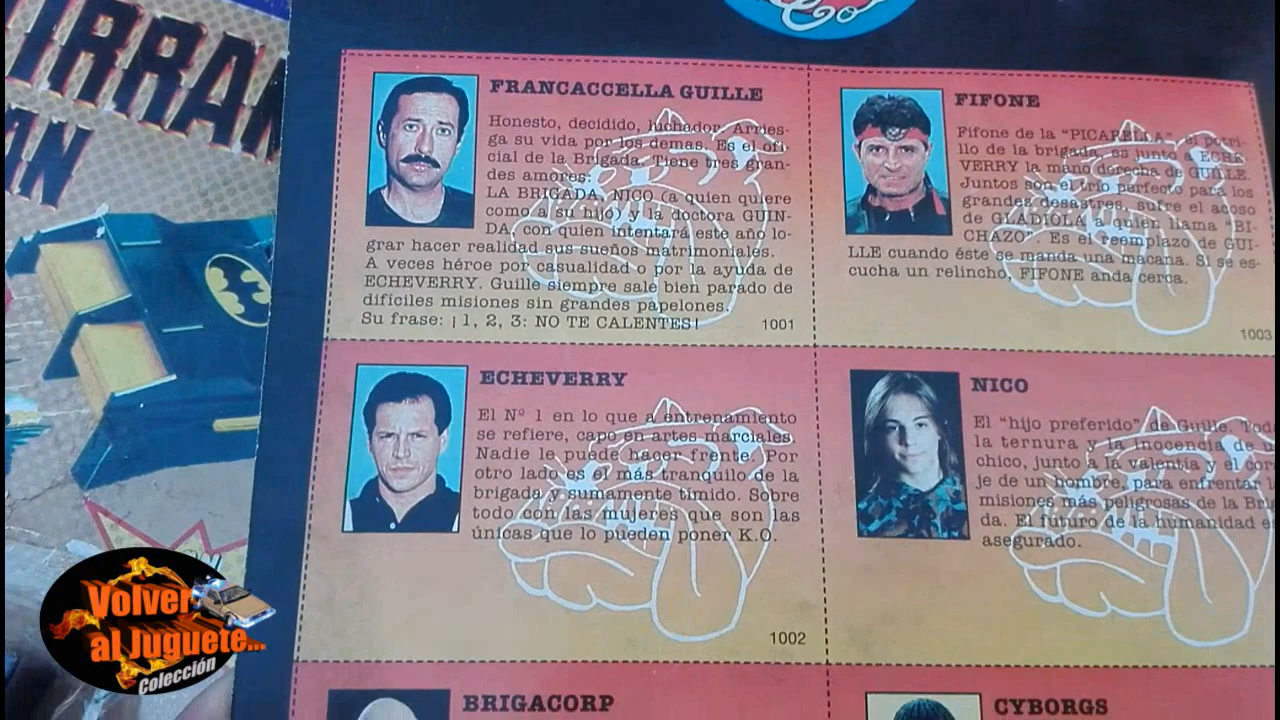 IRRAN
AN
Co
FRANCACCELLA GUILLE
Honesto, decidido, luchador. Arries-
ga su vida por los demas. Es el ofi-
cial de la Brigada. Tiene tres gran-
des amores:
LA BRIGADA, NICO (a quien quiere
como a su hijo) y la doctora GUIN-
DA, con quien intentará este año lo-
grar hacer realidad sus sueños matrimoniales.
A veces héroe por casualidad o por la ayuda de
ECHEVERRY. Guille siempre sale bien parado de
difíciles misiones sin grandes papelones.
Su frase: ¡1, 2, 3: NO TE CALENTES!
1001
FIFONE
Fifone de la "PICARELLA", el potri-
llo de la brigada, es junto a ECHE-
VERRY la mano derecha de GUILLE.
Juntos son el trío perfecto para los
grandes desastres, sufre el acoso
de GLADIOLA a quien llama "BI-
CHAZO". Es el reemplazo de GUI-
LLE cuando éste se manda una macana. Si se es-
cucha un relincho, FIFONE anda cerca.
1003
ECHEVERRY
El Nº 1 en lo que a entrenamiento
se refiere, capo en artes marciales.
Nadie le puede hacer frente. Por
otro lado es el más tranquilo de la
brigada y sumamente tímido. Sobre
todo con las mujeres que son las
únicas que lo pueden poner K.O.
1002
NICO
El "hijo preferido" de Guille. Tod
la ternura y la inocencia de u
chico, junto a la valentía y el cora
je de un hombre, para enfrentar l
misiones más peligrosas de la Brig
da. El futuro de la humanidad e
asegurado.
BRIGACORP
CYBORGS
Volver
al Juguete...
Colección